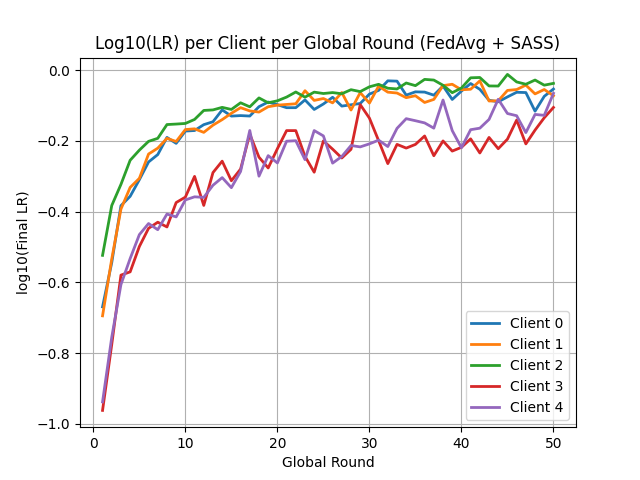 Log10(LR) per Client per Global Round (FedAvg + SASS)
log10(Final LR)
0.0
−0.2
−0.4
−0.6
−0.8
−1.0
0
10
20
30
40
50
Global Round
Client 0
Client 1
Client 2
Client 3
Client 4